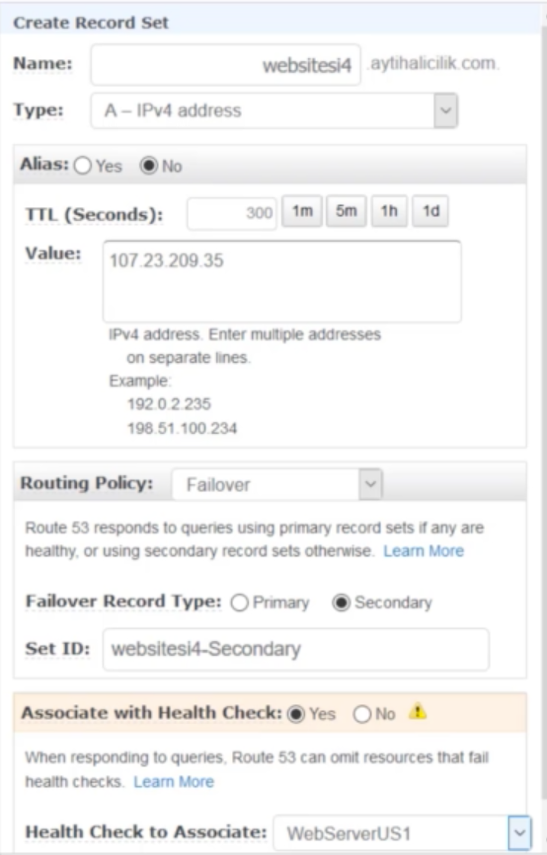 Create Record Set
Name: websitesi4 .aytihalicilik.com.
Type: A – IPv4 address
Alias: Yes No
TTL (Seconds): 300 1m 5m 1h 1d
Value: 107.23.209.35
IPv4 address. Enter multiple addresses
on separate lines.
Example:
192.0.2.235
198.51.100.234
Routing Policy: Failover
Route 53 responds to queries using primary record sets if any are
healthy, or using secondary record sets otherwise. Learn More
Failover Record Type: Primary Secondary
Set ID: websitesi4-Secondary
Associate with Health Check: Yes No
When responding to queries, Route 53 can omit resources that fail
health checks. Learn More
Health Check to Associate: WebServerUS1